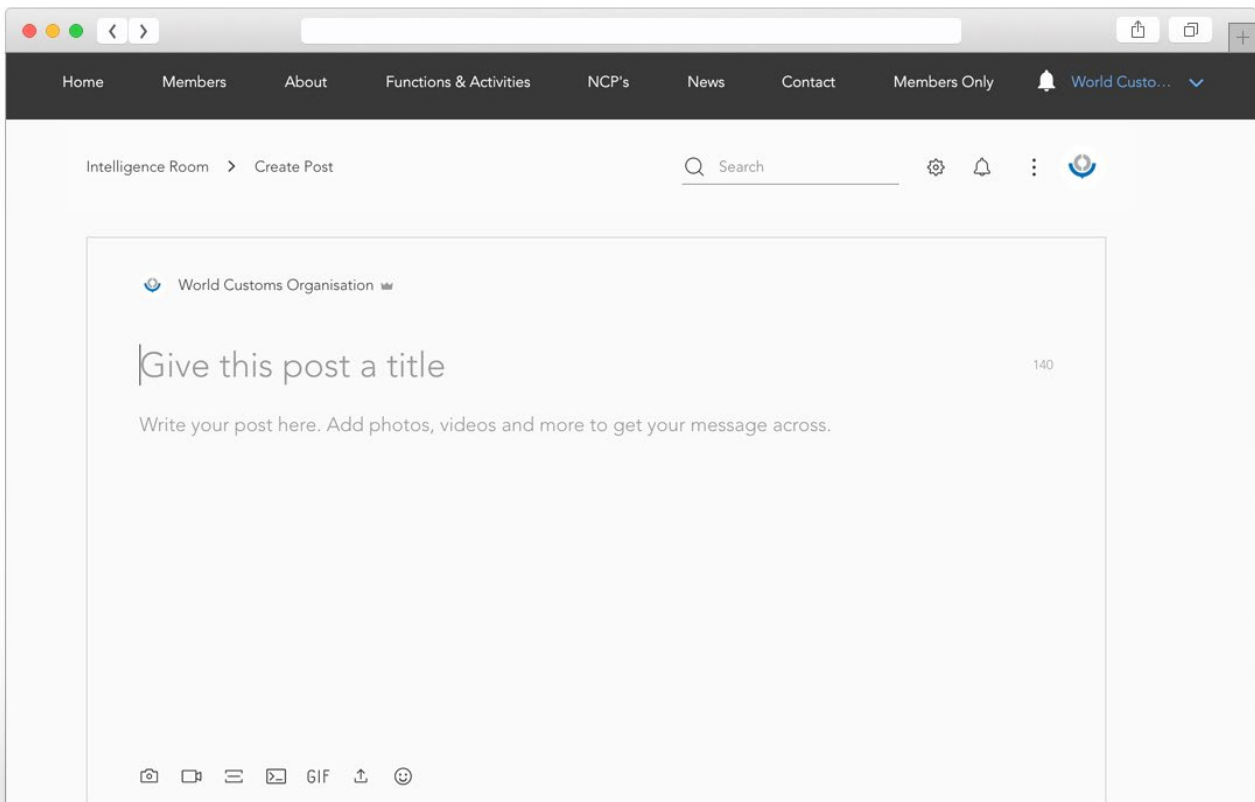 Home Members About Functions & Activities NCP's News Contact Members Only World Custo...
Intelligence Room > Create Post Search
World Customs Organisation
Give this post a title 140
Write your post here. Add photos, videos and more to get your message across.
GIF